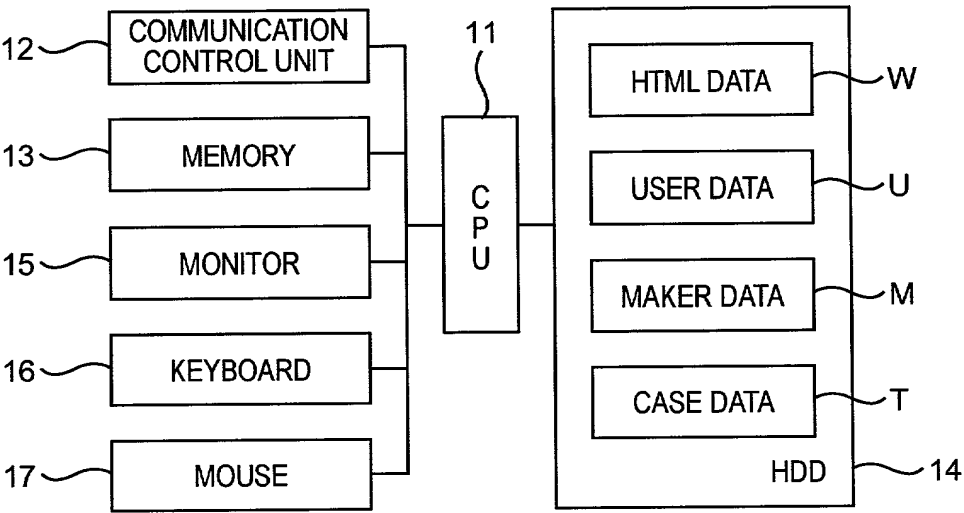 12
COMMUNICATION
CONTROL UNIT
13
MEMORY
15
MONITOR
16
KEYBOARD
17
MOUSE
11
C
P
U
HTML DATA
W
USER DATA
U
MAKER DATA
M
CASE DATA
T
HDD
14